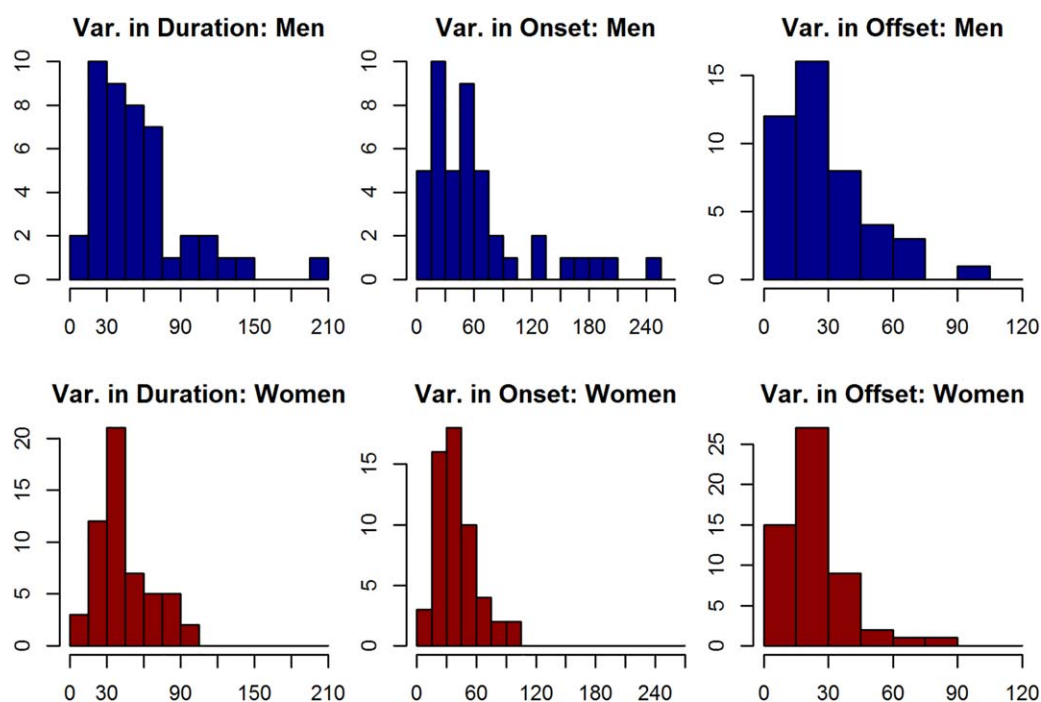 Var. in Duration: Men
10
8
6
4
2
0
0 30 90 150 210
Var. in Onset: Men
10
8
6
4
2
0
0 60 120 180 240
Var. in Offset: Men
15
10
5
0
0 30 60 90 120
Var. in Duration: Women
20
15
10
5
0
0 30 90 150 210
Var. in Onset: Women
15
10
5
0
0 60 120 180 240
Var. in Offset: Women
25
20
15
10
5
0
0 30 60 90 120